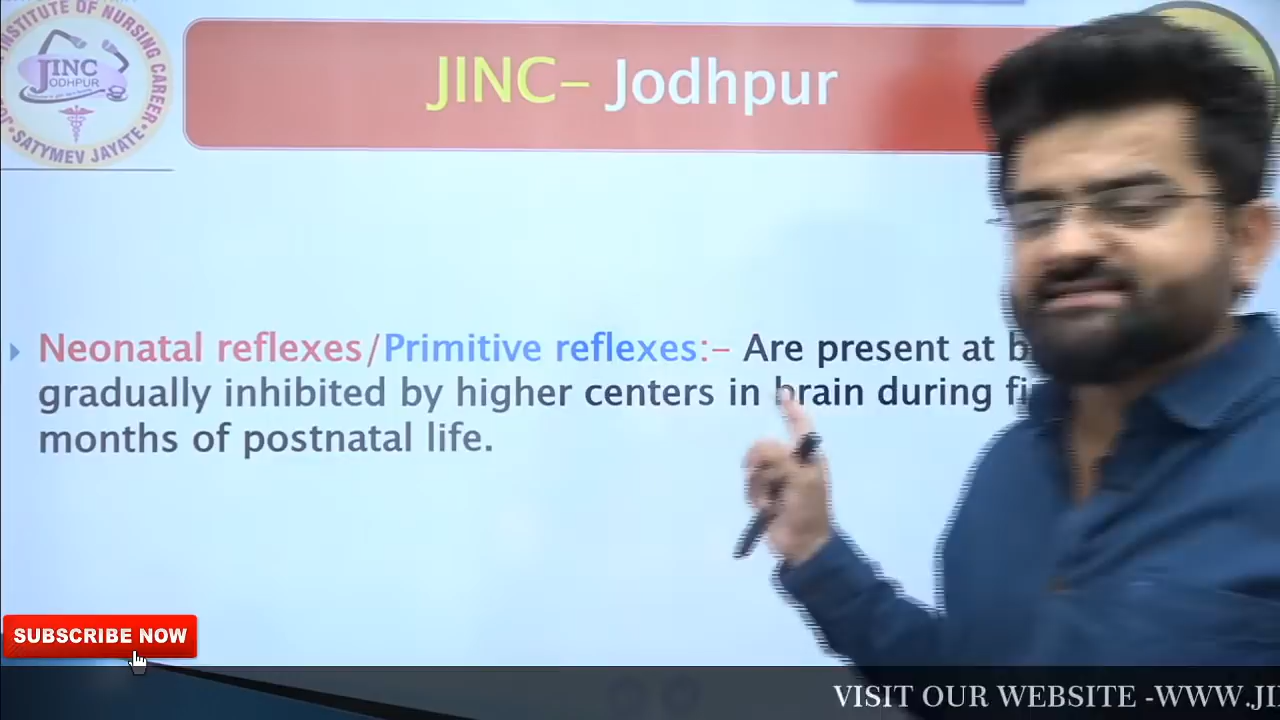 INSTITUTE OF NURSING CAREER
JINC
JODHPUR
SATYMEV JAYATE
JINC- Jodhpur
Neonatal reflexes/Primitive reflexes:- Are present at b
gradually inhibited by higher centers in brain during fi
months of postnatal life.
SUBSCRIBE NOW
VISIT OUR WEBSITE -WWW.JI